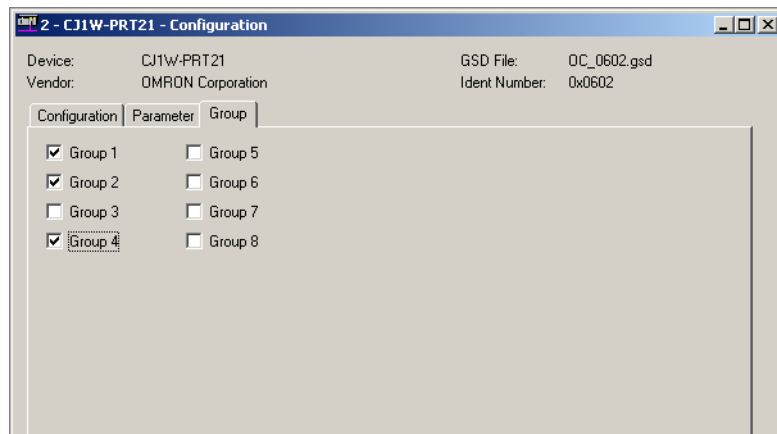 2 - CJ1W-PRT21 - Configuration
Device: CJ1W-PRT21 GSD File: OC_0602.gsd
Vendor: OMRON Corporation Ident Number: 0x0602
Configuration Parameter Group
Group 1 Group 5
Group 2 Group 6
Group 3 Group 7
Group 4 Group 8